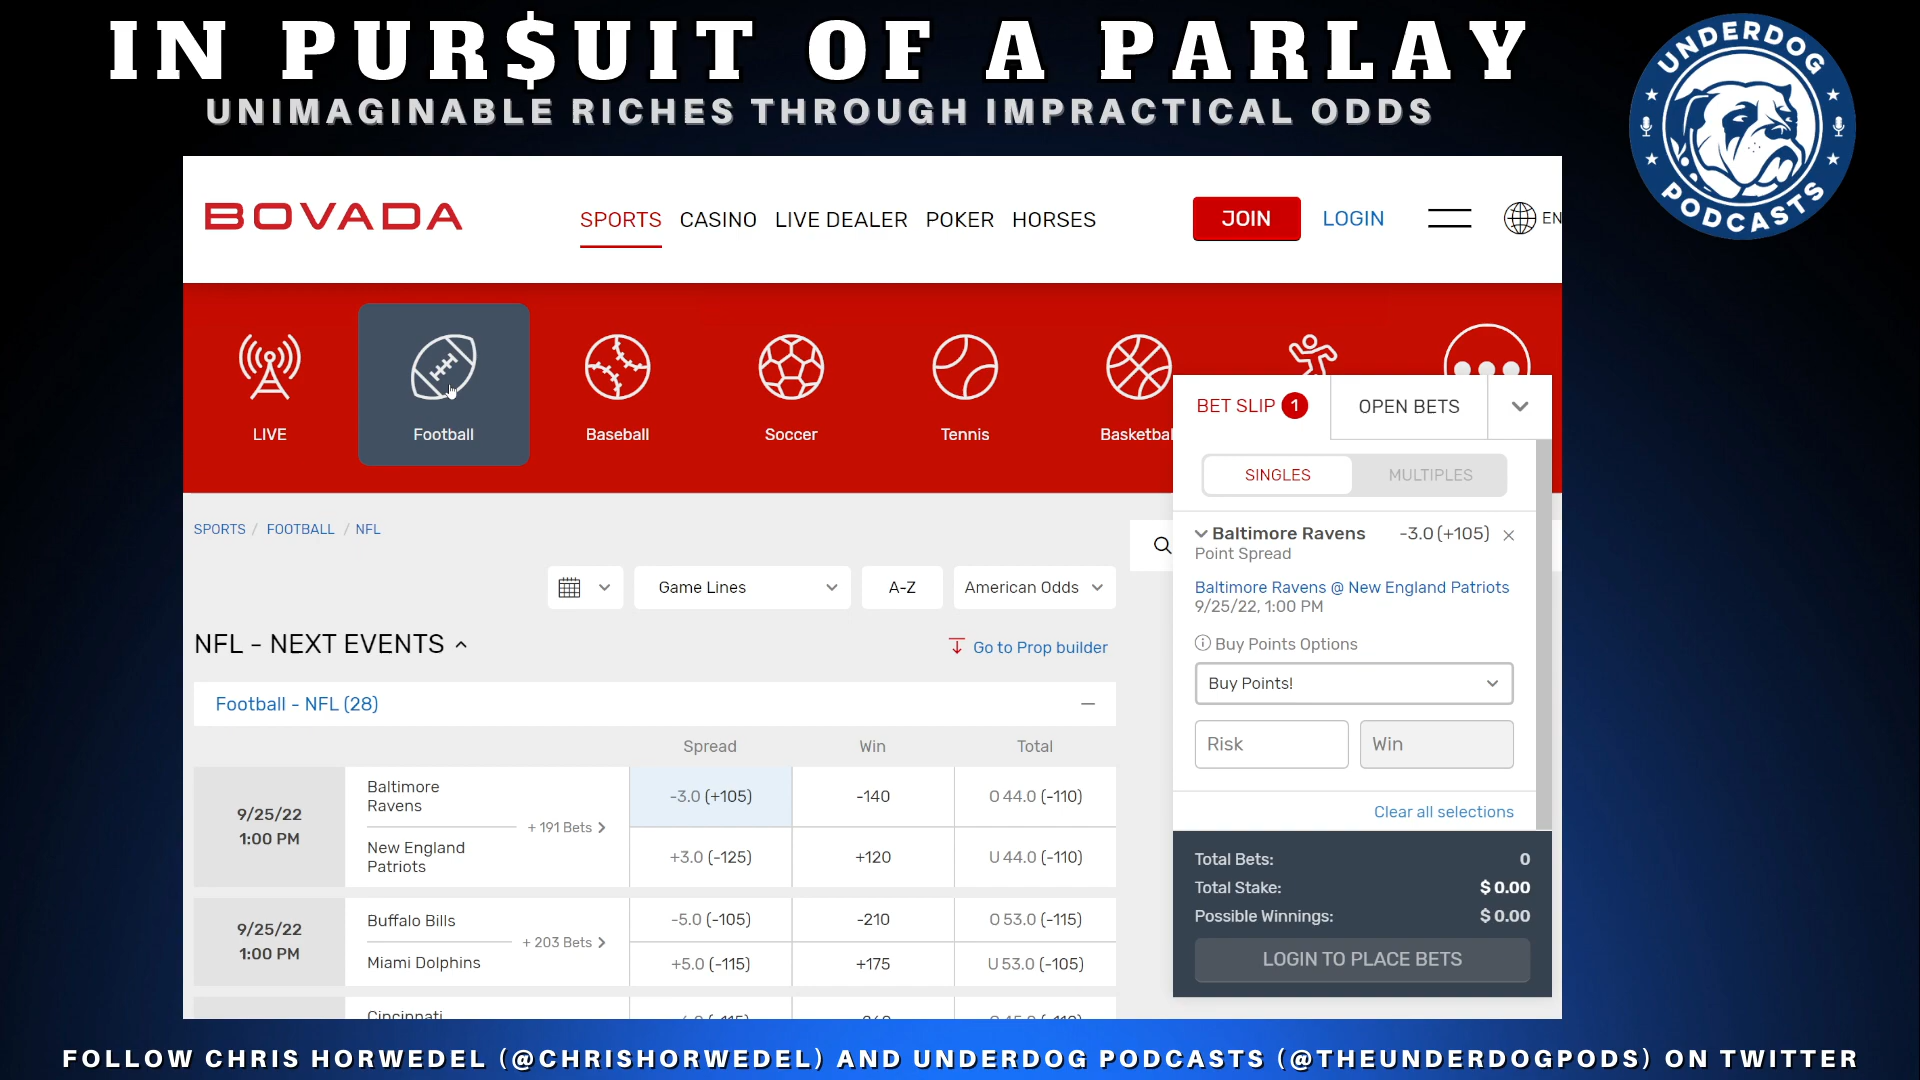 IN PUR$UIT OF A PARLAY
UNIMAGINABLE RICHES THROUGH IMPRACTICAL ODDS
UNDERDOG
PODCASTS
BOVADA
SPORTS CASINO LIVE DEALER POKER HORSES
JOIN LOGIN EN
LIVE Football Baseball Soccer Tennis Basketbal
SPORTS / FOOTBALL / NFL
Game Lines A-Z American Odds
NFL - NEXT EVENTS
Go to Prop builder
Football - NFL (28)
Spread Win Total
9/25/22
1:00 PM
Baltimore
Ravens
+ 191 Bets
New England
Patriots
-3.0 (+105) -140 O 44.0 (-110)
+3.0 (-125) +120 U 44.0 (-110)
9/25/22
1:00 PM
Buffalo Bills
+ 203 Bets
Miami Dolphins
-5.0 (-105) -210 O 53.0 (-115)
+5.0 (-115) +175 U 53.0 (-105)
Cincinnati
BET SLIP 1 OPEN BETS
SINGLES MULTIPLES
Baltimore Ravens -3.0 (+105)
Point Spread
Baltimore Ravens @ New England Patriots
9/25/22, 1:00 PM
Buy Points Options
Buy Points!
Risk Win
Clear all selections
Total Bets: 0
Total Stake: $ 0.00
Possible Winnings: $ 0.00
LOGIN TO PLACE BETS
FOLLOW CHRIS HORWEDEL (@CHRISHORWEDEL) AND UNDERDOG PODCASTS (@THEUNDERDOGPODS) ON TWITTER